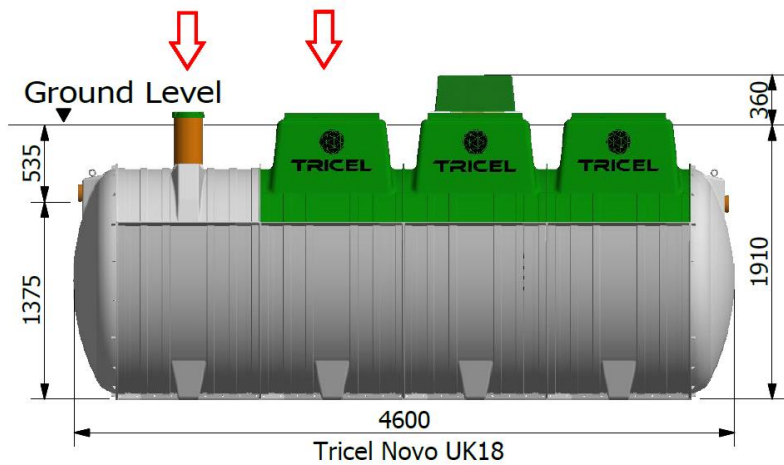 Ground Level
360
535
TRICEL
TRICEL
TRICEL
1375
1910
4600
Tricel Novo UK18